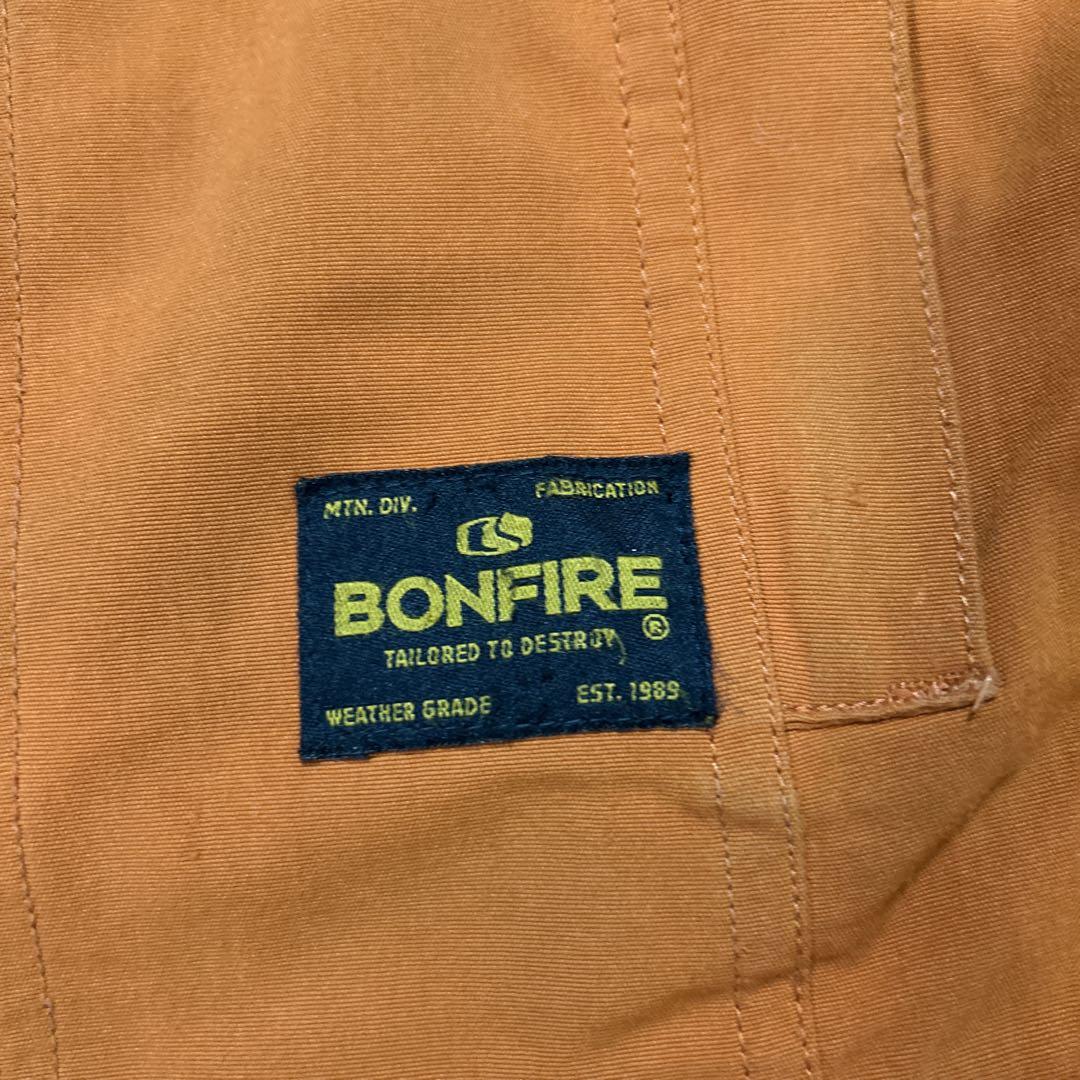 MTN. DIV. FABRICATION
BONFIRE
®
TAILORED TO DESTROY
WEATHER GRADE EST. 1989